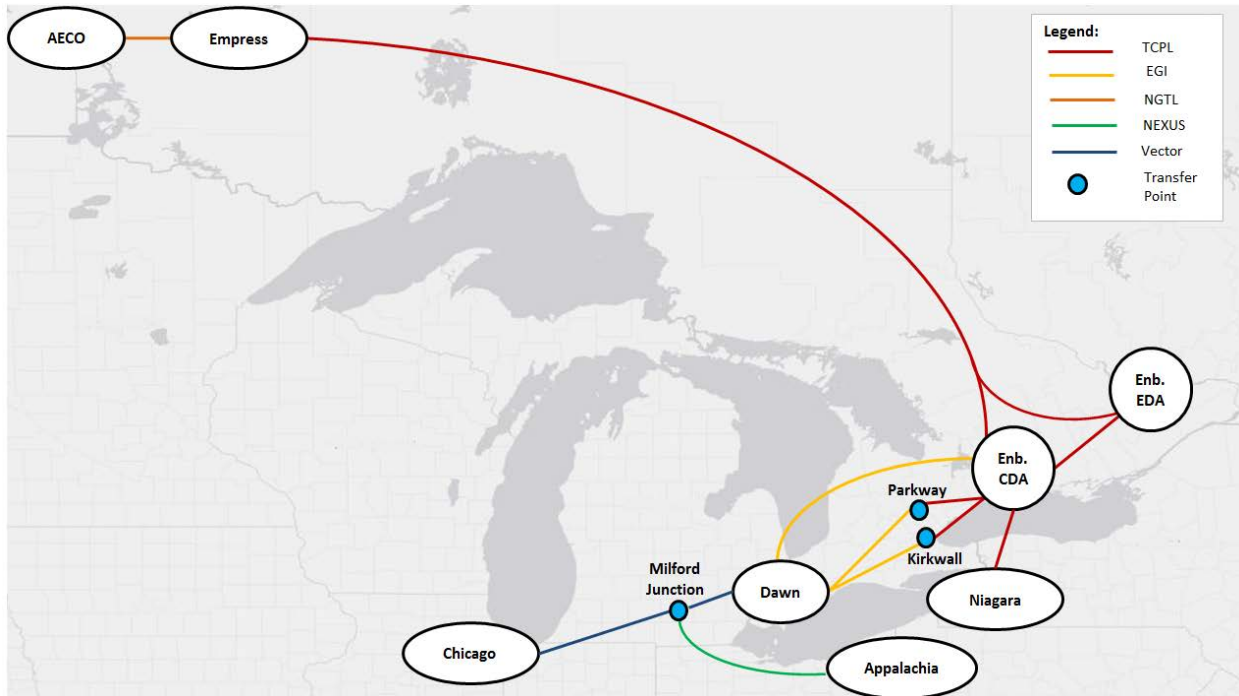 AECO
Empress
Legend:
TCPL
EGI
NGTL
NEXUS
Vector
Transfer
Point
Enb.
EDA
Enb.
CDA
Parkway
Kirkwall
Milford
Junction
Dawn
Niagara
Chicago
Appalachia